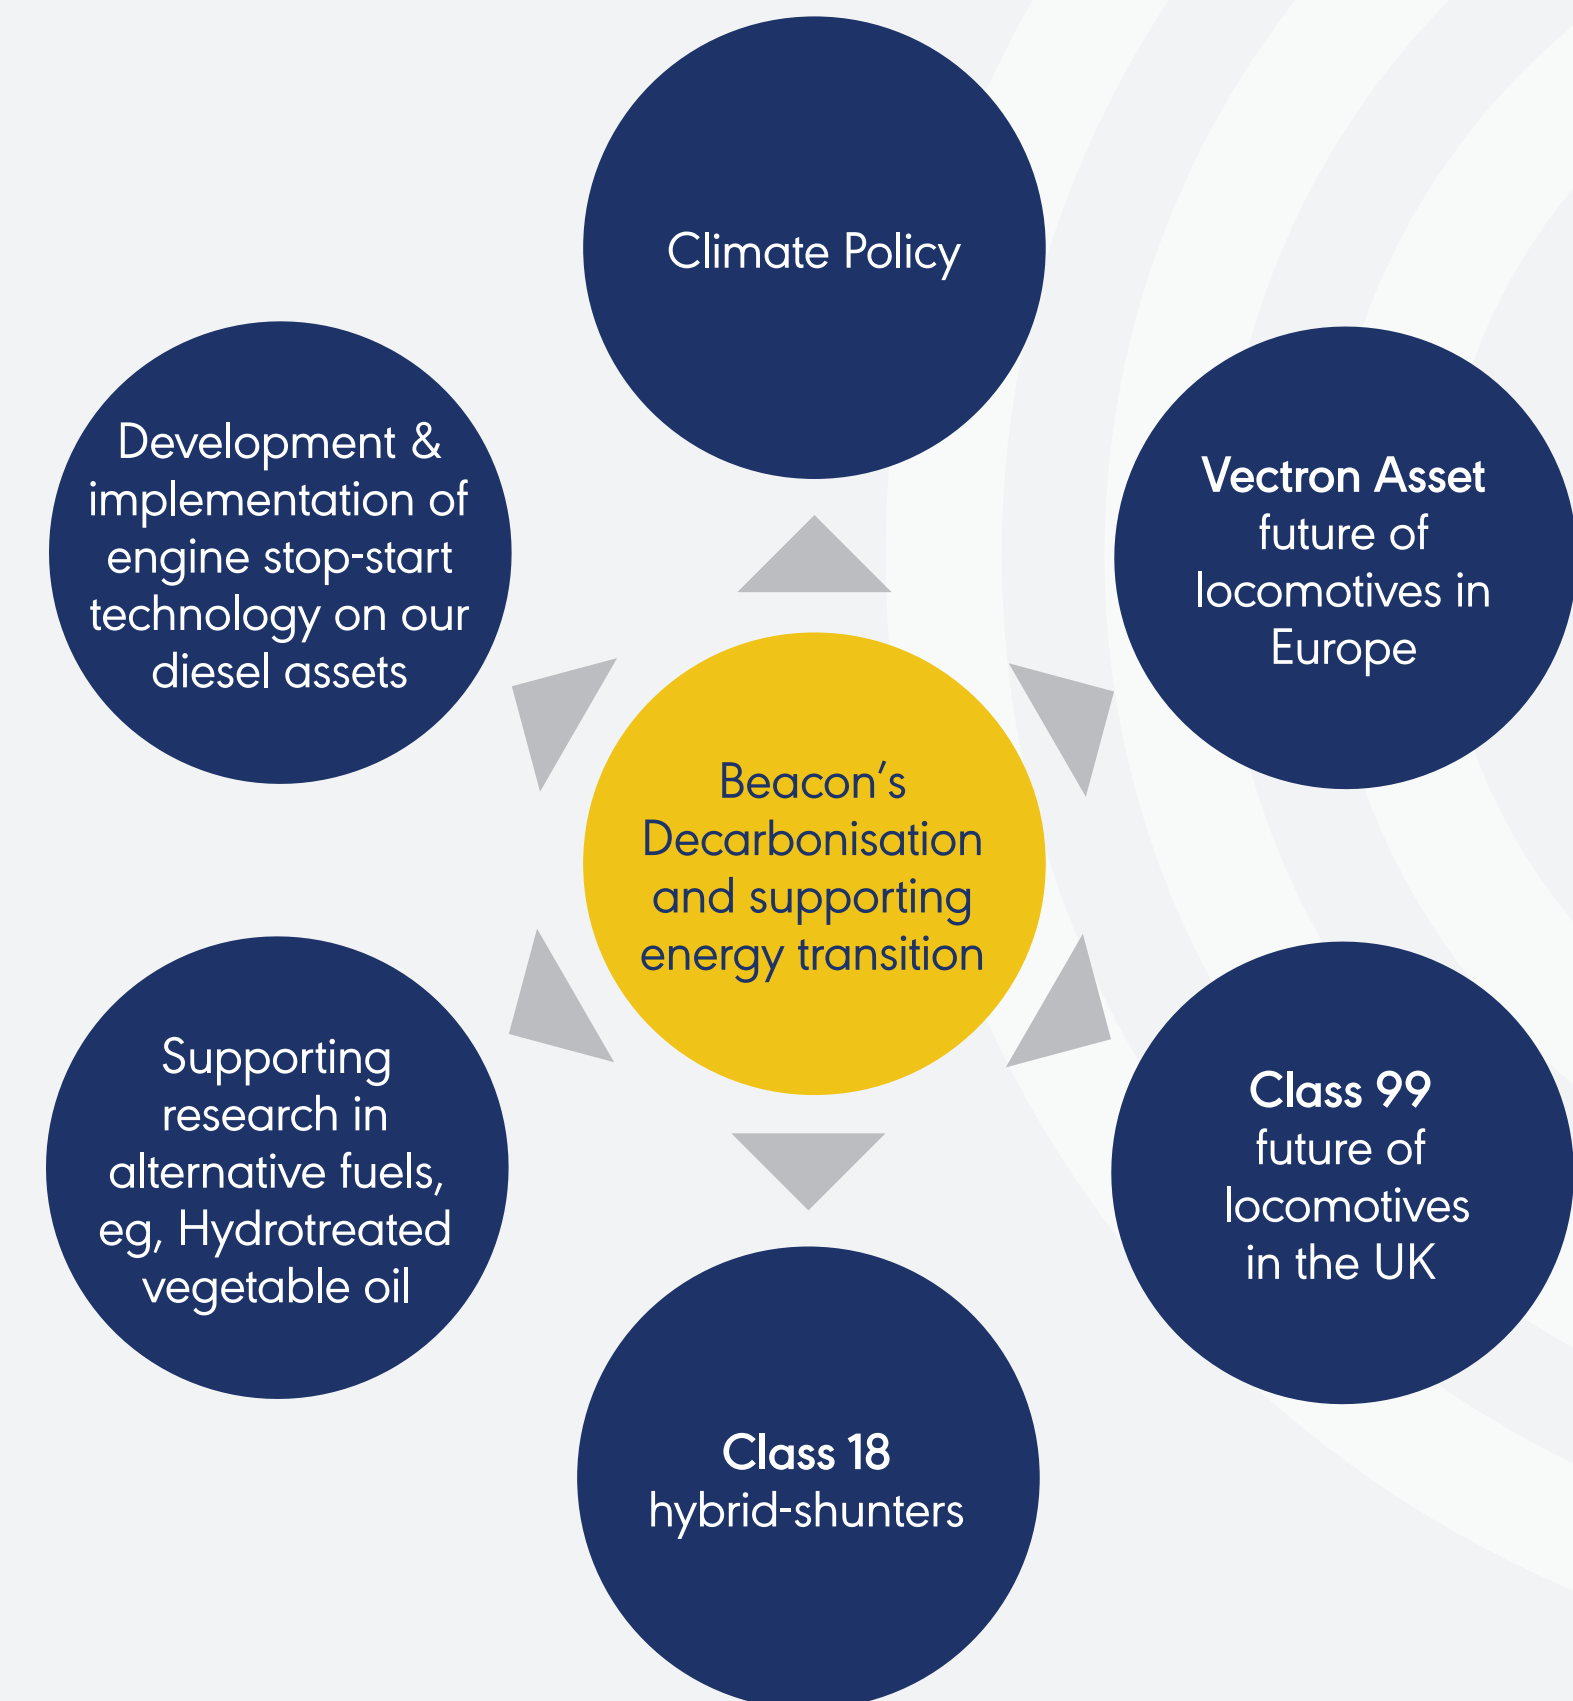 Climate Policy
Development &
implementation of
engine stop-start
technology on our
diesel assets
Vectron Asset
future of
locomotives in
Europe
Beacon’s
Decarbonisation
and supporting
energy transition
Supporting
research in
alternative fuels,
eg, Hydrotreated
vegetable oil
Class 99
future of
locomotives
in the UK
Class 18
hybrid-shunters